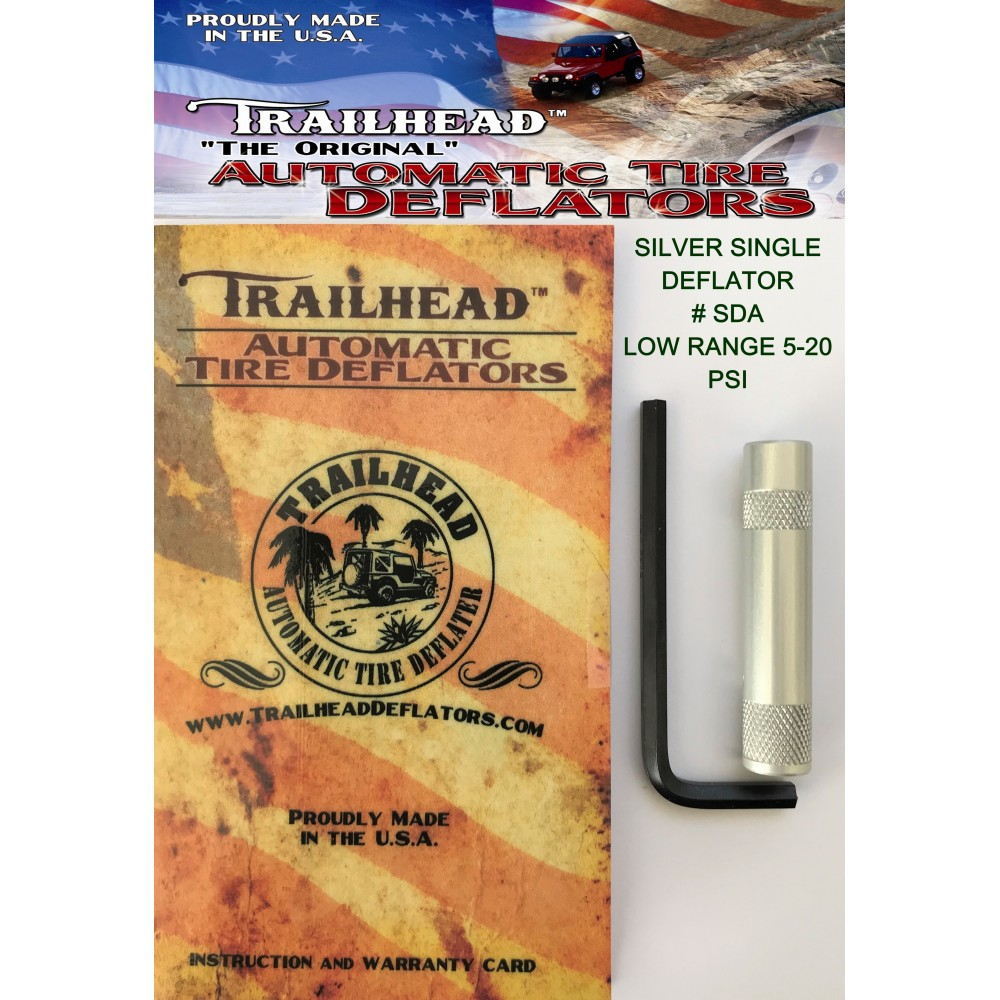 PROUDLY MADE
IN THE U.S.A.
TRAILHEAD™
"THE ORIGINAL"
AUTOMATIC TIRE
DEFLATORS
SILVER SINGLE
DEFLATOR
# SDA
LOW RANGE 5-20
PSI
TRAILHEAD™
AUTOMATIC
TIRE DEFLATORS
TRAILHEAD
AUTOMATIC TIRE DEFLATER
WWW.TRAILHEADDEFLATORS.COM
PROUDLY MADE
IN THE U.S.A.
INSTRUCTION AND WARRANTY CARD